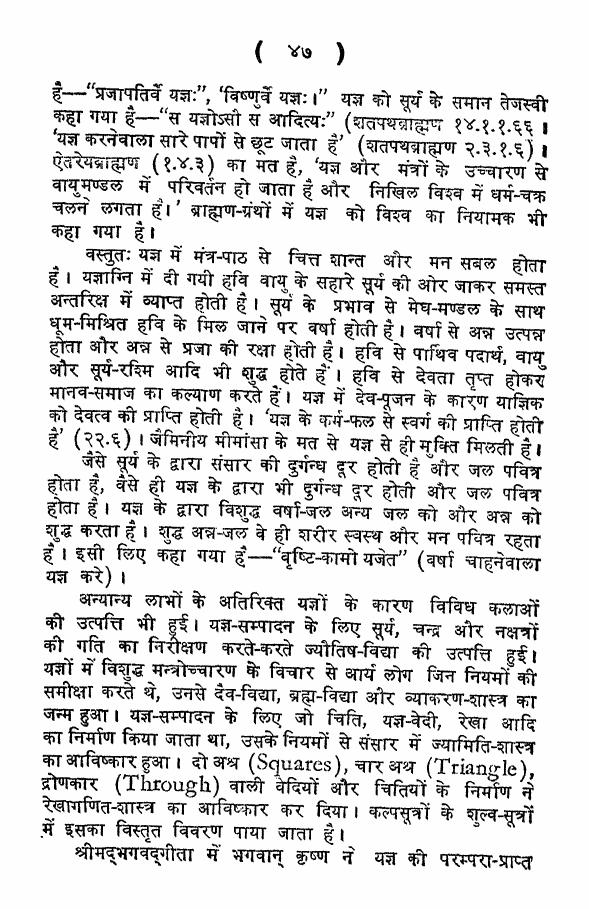 ( ४७ )
है—“प्रजापतिर्वे यज्ञः”, ‘विष्णुर्वे यज्ञः।” यज्ञ को सूर्य के समान तेजस्वी
कहा गया है—“स यज्ञोऽसौ स आदित्यः” (शतपथब्राह्मण १४.१.१.६६ ।
‘यज्ञ करनेवाला सारे पापों से छूट जाता है’ (शतपथब्राह्मण २.३.१.६) ।
ऐतरेयब्राह्मण (१.४.३) का मत है, ‘यज्ञ और मंत्रों के उच्चारण से
वायुमण्डल में परिवर्तन हो जाता है और निखिल विश्व में धर्म-चक्र
चलने लगता है।’ ब्राह्मण-ग्रंथों में यज्ञ को विश्व का नियामक भी
कहा गया है।
वस्तुतः यज्ञ में मंत्र-पाठ से चित्त शान्त और मन सबल होता
है। यज्ञाग्नि में दी गयी हवि वायु के सहारे सूर्य की ओर जाकर समस्त
अन्तरिक्ष में व्याप्त होती है। सूर्य के प्रभाव से मेघ-मण्डल के साथ
धूम-मिश्रित हवि के मिल जाने पर वर्षा होती है। वर्षा से अन्न उत्पन्न
होता और अन्न से प्रजा की रक्षा होती है। हवि से पार्थिव पदार्थ, वायु
और सूर्य-रश्मि आदि भी शुद्ध होते हैं। हवि से देवता तृप्त होकर
मानव-समाज का कल्याण करते हैं। यज्ञ में देव-पूजन के कारण याज्ञिक
को देवत्व की प्राप्ति होती है। ‘यज्ञ के कर्म-फल से स्वर्ग की प्राप्ति होती
है’ (२२.६)। जैमिनीय मीमांसा के मत से यज्ञ से ही मुक्ति मिलती है।
जैसे सूर्य के द्वारा संसार की दुर्गन्ध दूर होती है और जल पवित्र
होता है, वैसे ही यज्ञ के द्वारा भी दुर्गन्ध दूर होती और जल पवित्र
होता है। यज्ञ के द्वारा विशुद्ध वर्षा-जल अन्य जल को और अन्न को
शुद्ध करता है। शुद्ध अन्न-जल वे ही शरीर स्वस्थ और मन पवित्र रहता
है। इसी लिए कहा गया है—“वृष्टि-कामो यजेत” (वर्षा चाहनेवाला
यज्ञ करे)।
अन्यान्य लाभों के अतिरिक्त यज्ञों के कारण विविध कलाओं
की उत्पत्ति भी हुई। यज्ञ-सम्पादन के लिए सूर्य, चन्द्र और नक्षत्रों
की गति का निरीक्षण करते-करते ज्यौतिष-विद्या की उत्पत्ति हुई।
यज्ञों में विशुद्ध मन्त्रोच्चारण के विचार से आर्य लोग जिन नियमों की
समीक्षा करते थे, उनसे दैव-विद्या, ब्रह्म-विद्या और व्याकरण-शास्त्र का
जन्म हुआ। यज्ञ-सम्पादन के लिए जो चिति, यज्ञ-वेदी, रेखा आदि
का निर्माण किया जाता था, उसके नियमों से संसार में ज्यामिति-शास्त्र
का आविष्कार हुआ। दो अश्र (Squares), चार अश्र (Triangle),
द्रोणकार (Through) वाली वेदियों और चितियों के निर्माण ने
रेखागणित-शास्त्र का आविष्कार कर दिया। कल्पसूत्रों के शुल्व-सूत्रों
में इसका विस्तृत विवरण पाया जाता है।
श्रीमद्भगवद्गीता में भगवान् कृष्ण ने यज्ञ की परम्परा-प्राप्त